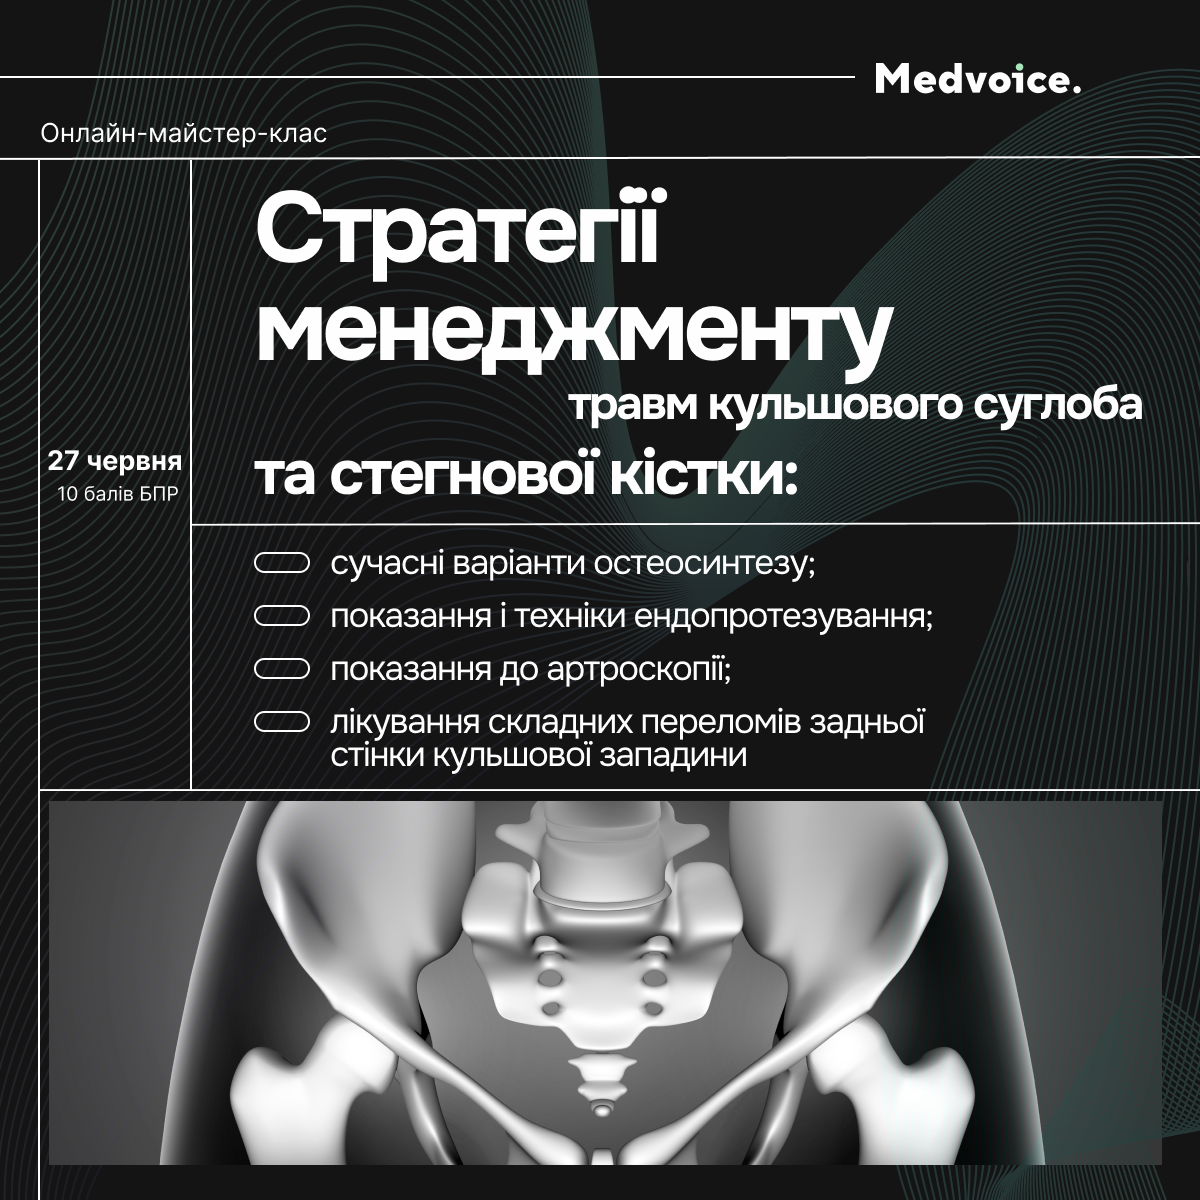 Medvoice.
Онлайн-майстер-клас
Стратегії
менеджменту
травм кульшового суглоба
та стегнової кістки:
27 червня
10 балів БПР
сучасні варіанти остеосинтезу;
показання і техніки ендопротезування;
показання до артроскопії;
лікування складних переломів задньої
стінки кульшової западини